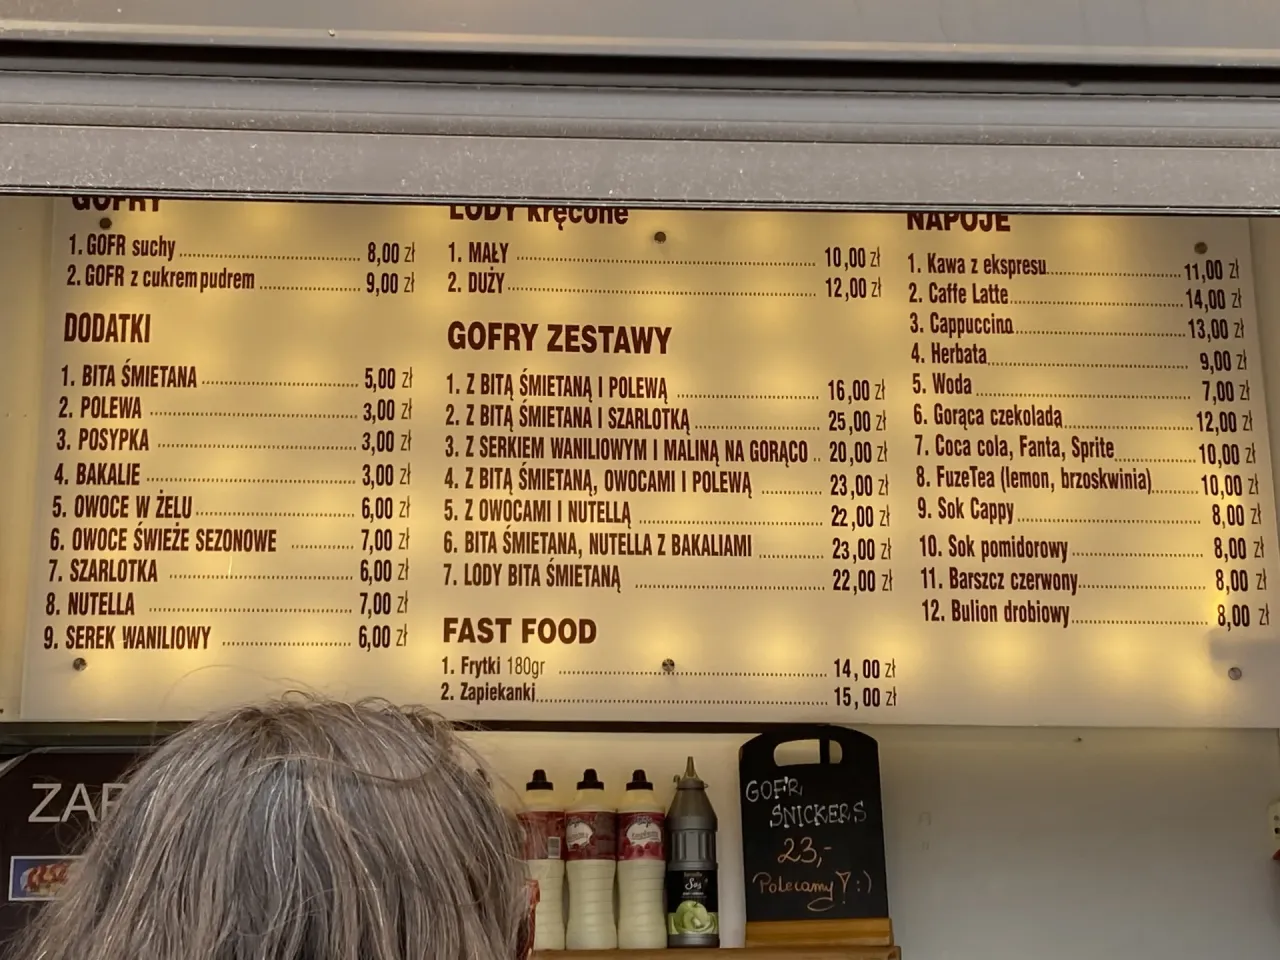 GOFRY
1. GOFR suchy 8,00 zł
2. GOFR z cukrem pudrem 9,00 zł
DODATKI
1. BITA ŚMIETANA 5,00 zł
2. POLEWA 3,00 zł
3. POSYPKA 3,00 zł
4. BAKALIE 3,00 zł
5. OWOCE W ŻELU 6,00 zł
6. OWOCE ŚWIEŻE SEZONOWE 7,00 zł
7. SZARLOTKA 6,00 zł
8. NUTELLA 7,00 zł
9. SEREK WANILIOWY 6,00 zł
LODY kręcone
1. MAŁY 10,00 zł
2. DUŻY 12,00 zł
GOFRY ZESTAWY
1. Z BITĄ ŚMIETANĄ I POLEWĄ 16,00 zł
2. Z BITĄ ŚMIETANA I SZARLOTKĄ 25,00 zł
3. Z SERKIEM WANILIOWYM I MALINĄ NA GORĄCO 20,00 zł
4. Z BITĄ ŚMIETANĄ, OWOCAMI I POLEWĄ 23,00 zł
5. Z OWOCAMI I NUTELLĄ 22,00 zł
6. BITA ŚMIETANA, NUTELLA Z BAKALIAMI 23,00 zł
7. LODY BITA ŚMIETANĄ 22,00 zł
FAST FOOD
1. Frytki 180gr 14,00 zł
2. Zapiekanki 15,00 zł
NAPOJE
1. Kawa z ekspresu 11,00 zł
2. Caffe Latte 14,00 zł
3. Cappuccino 13,00 zł
4. Herbata 9,00 zł
5. Woda 7,00 zł
6. Gorąca czekolada 12,00 zł
7. Coca cola, Fanta, Sprite 10,00 zł
8. FuzeTea (lemon, brzoskwinia) 10,00 zł
9. Sok Cappy 8,00 zł
10. Sok pomidorowy 8,00 zł
11. Barszcz czerwony 8,00 zł
12. Bulion drobiowy 8,00 zł
ZAP
Sos
GOFR
SNICKERS
23,-
Polecamy! :)